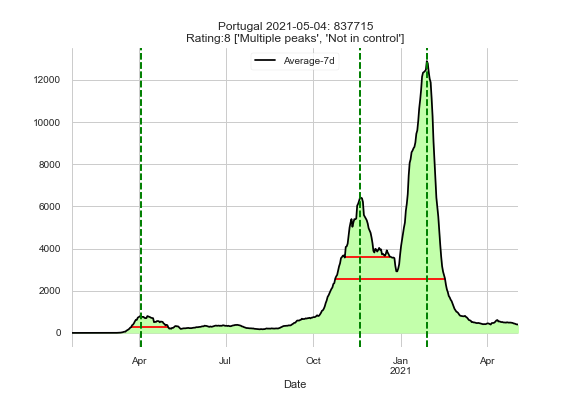 Portugal 2021-05-04: 837715
Rating:8 ['Multiple peaks', 'Not in control']
Average-7d
12000
10000
8000
6000
4000
2000
0
Apr
Jul
Oct
Jan
2021
Apr
Date